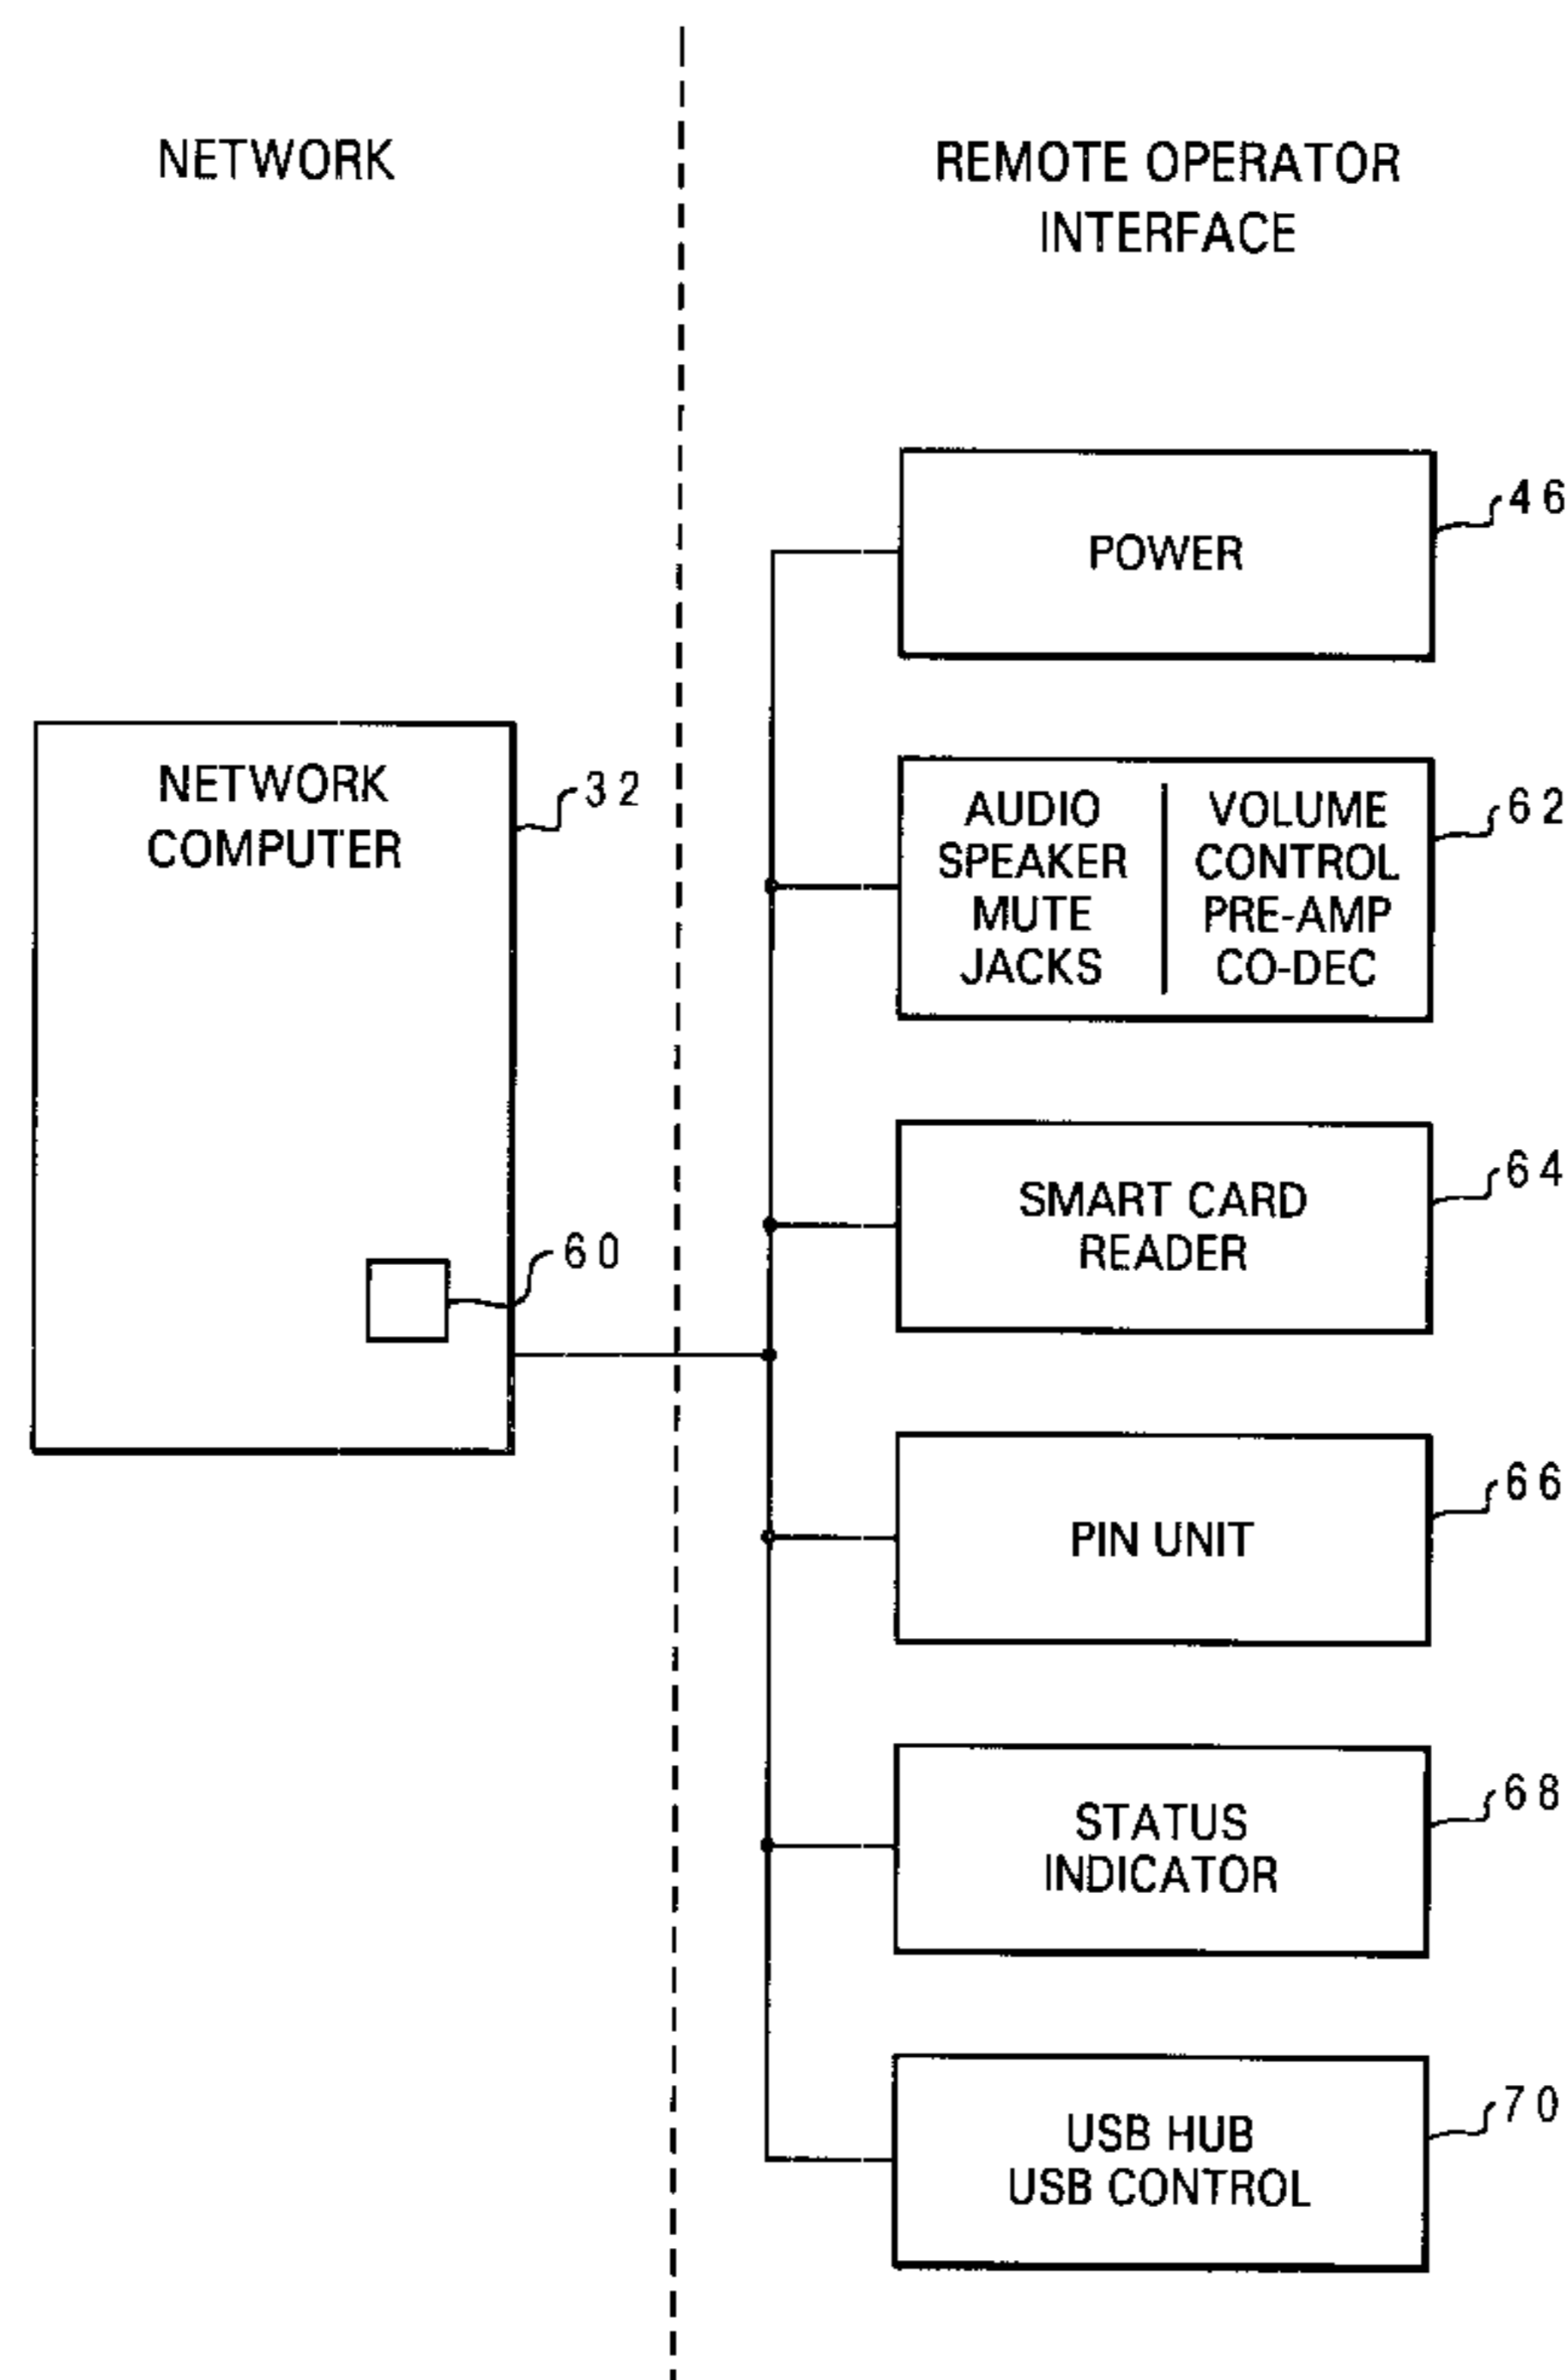 NETWORK
REMOTE OPERATOR
INTERFACE
46
POWER
NETWORK
COMPUTER
32
60
62
AUDIO
SPEAKER
MUTE
JACKS
VOLUME
CONTROL
PRE-AMP
CO-DEC
64
SMART CARD
READER
66
PIN UNIT
68
STATUS
INDICATOR
70
USB HUB
USB CONTROL